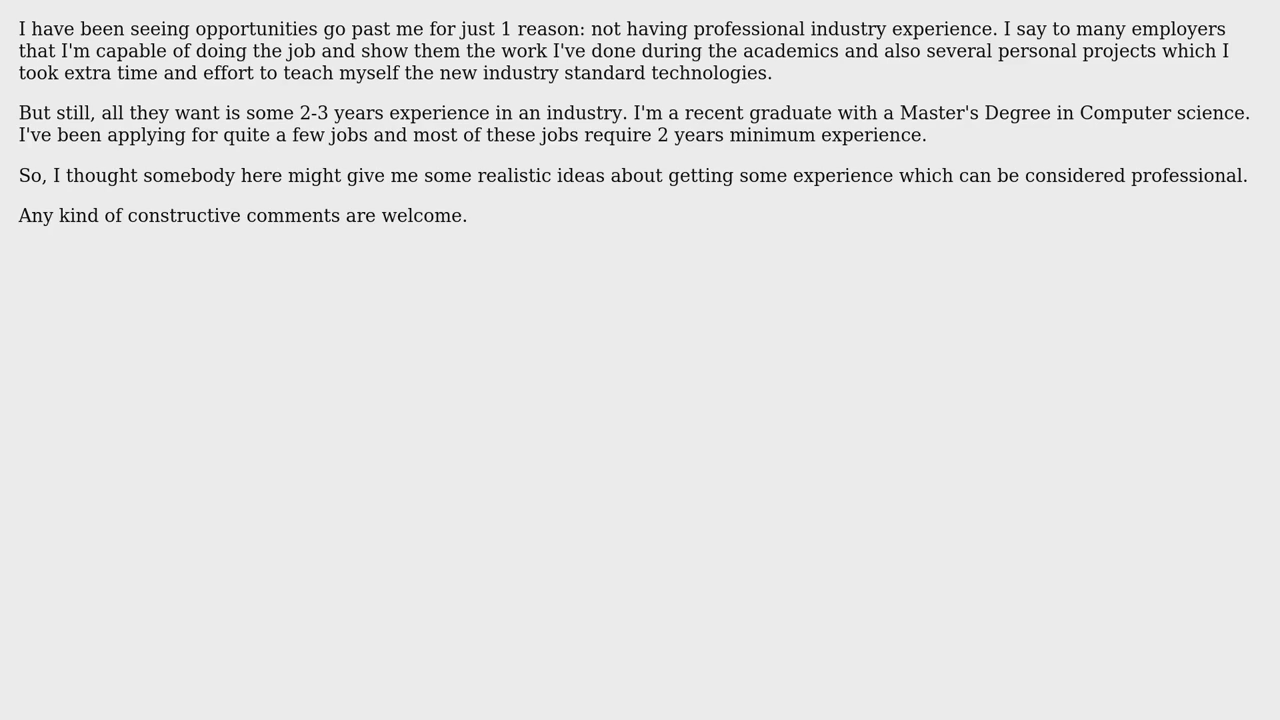 I have been seeing opportunities go past me for just 1 reason: not having professional industry experience. I say to many employers
that I'm capable of doing the job and show them the work I've done during the academics and also several personal projects which I
took extra time and effort to teach myself the new industry standard technologies.
But still, all they want is some 2-3 years experience in an industry. I'm a recent graduate with a Master's Degree in Computer science.
I've been applying for quite a few jobs and most of these jobs require 2 years minimum experience.
So, I thought somebody here might give me some realistic ideas about getting some experience which can be considered professional.
Any kind of constructive comments are welcome.